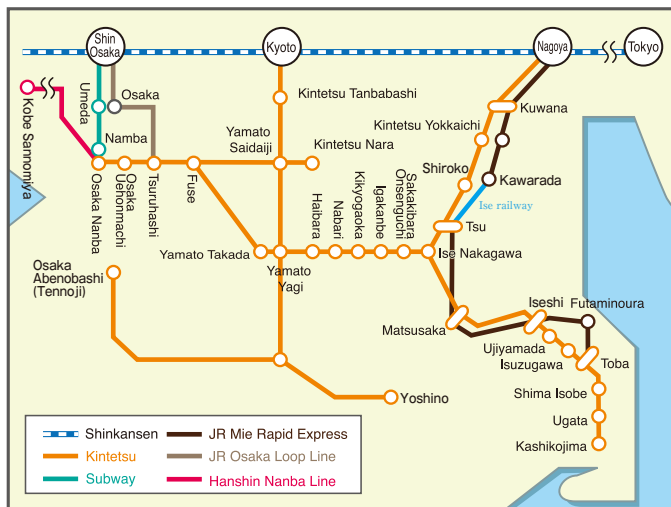 Shin
Osaka
Kyoto
Nagoya
Tokyo
Umeda
Osaka
Kintetsu Tanbabashi
Kuwana
Kobe Sannomiya
Namba
Yamato
Saidaiji
Kintetsu Nara
Kintetsu Yokkaichi
Shiroko
Kawarada
Ise railway
Osaka Nanba
Osaka
Uehonmachi
Tsuruhashi
Fuse
Haibara
Nabari
Kikyogaoka
Igakanbe
Sakakibara
Onsenguchi
Tsu
Yamato Takada
Yamato
Yagi
Ise Nakagawa
Osaka
Abenobashi
(Tennoji)
Matsusaka
Iseshi
Futaminoura
Ujiyamada
Isuzugawa
Toba
Shima Isobe
Yoshino
Ugata
Kashikojima
Shinkansen
JR Mie Rapid Express
Kintetsu
JR Osaka Loop Line
Subway
Hanshin Nanba Line